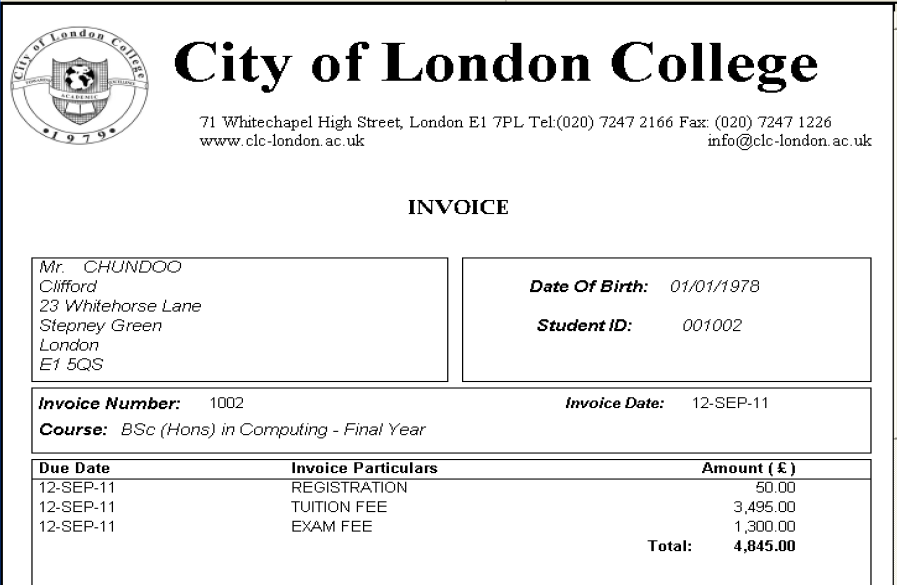 City of London College
ACADEMIC
1979
City of London College
71 Whitechapel High Street, London E1 7PL Tel:(020) 7247 2166 Fax: (020) 7247 1226
www.clc-london.ac.uk info@clc-london.ac.uk
INVOICE
Mr. CHUNDOO
Clifford
23 Whitehorse Lane
Stepney Green
London
E1 5QS
Date Of Birth: 01/01/1978
Student ID: 001002
Invoice Number: 1002 Invoice Date: 12-SEP-11
Course: BSc (Hons) in Computing - Final Year
Due Date Invoice Particulars Amount ( £ )
12-SEP-11 REGISTRATION 50.00
12-SEP-11 TUITION FEE 3,495.00
12-SEP-11 EXAM FEE 1,300.00
Total: 4,845.00